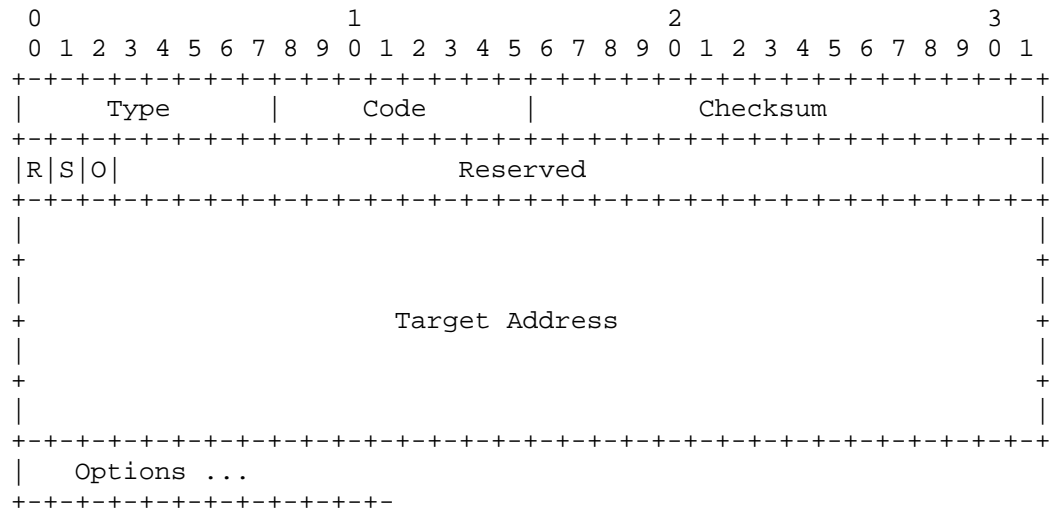 0                   1                   2                   3
 0 1 2 3 4 5 6 7 8 9 0 1 2 3 4 5 6 7 8 9 0 1 2 3 4 5 6 7 8 9 0 1
+-+-+-+-+-+-+-+-+-+-+-+-+-+-+-+-+-+-+-+-+-+-+-+-+-+-+-+-+-+-+-+-+
|     Type      |     Code      |          Checksum             |
+-+-+-+-+-+-+-+-+-+-+-+-+-+-+-+-+-+-+-+-+-+-+-+-+-+-+-+-+-+-+-+-+
|R|S|O|                     Reserved                            |
+-+-+-+-+-+-+-+-+-+-+-+-+-+-+-+-+-+-+-+-+-+-+-+-+-+-+-+-+-+-+-+-+
|                                                               |
+                                                               +
|                                                               |
+                       Target Address                          +
|                                                               |
+                                                               +
|                                                               |
+-+-+-+-+-+-+-+-+-+-+-+-+-+-+-+-+-+-+-+-+-+-+-+-+-+-+-+-+-+-+-+-+
|   Options ...
+-+-+-+-+-+-+-+-+-+-+-+-